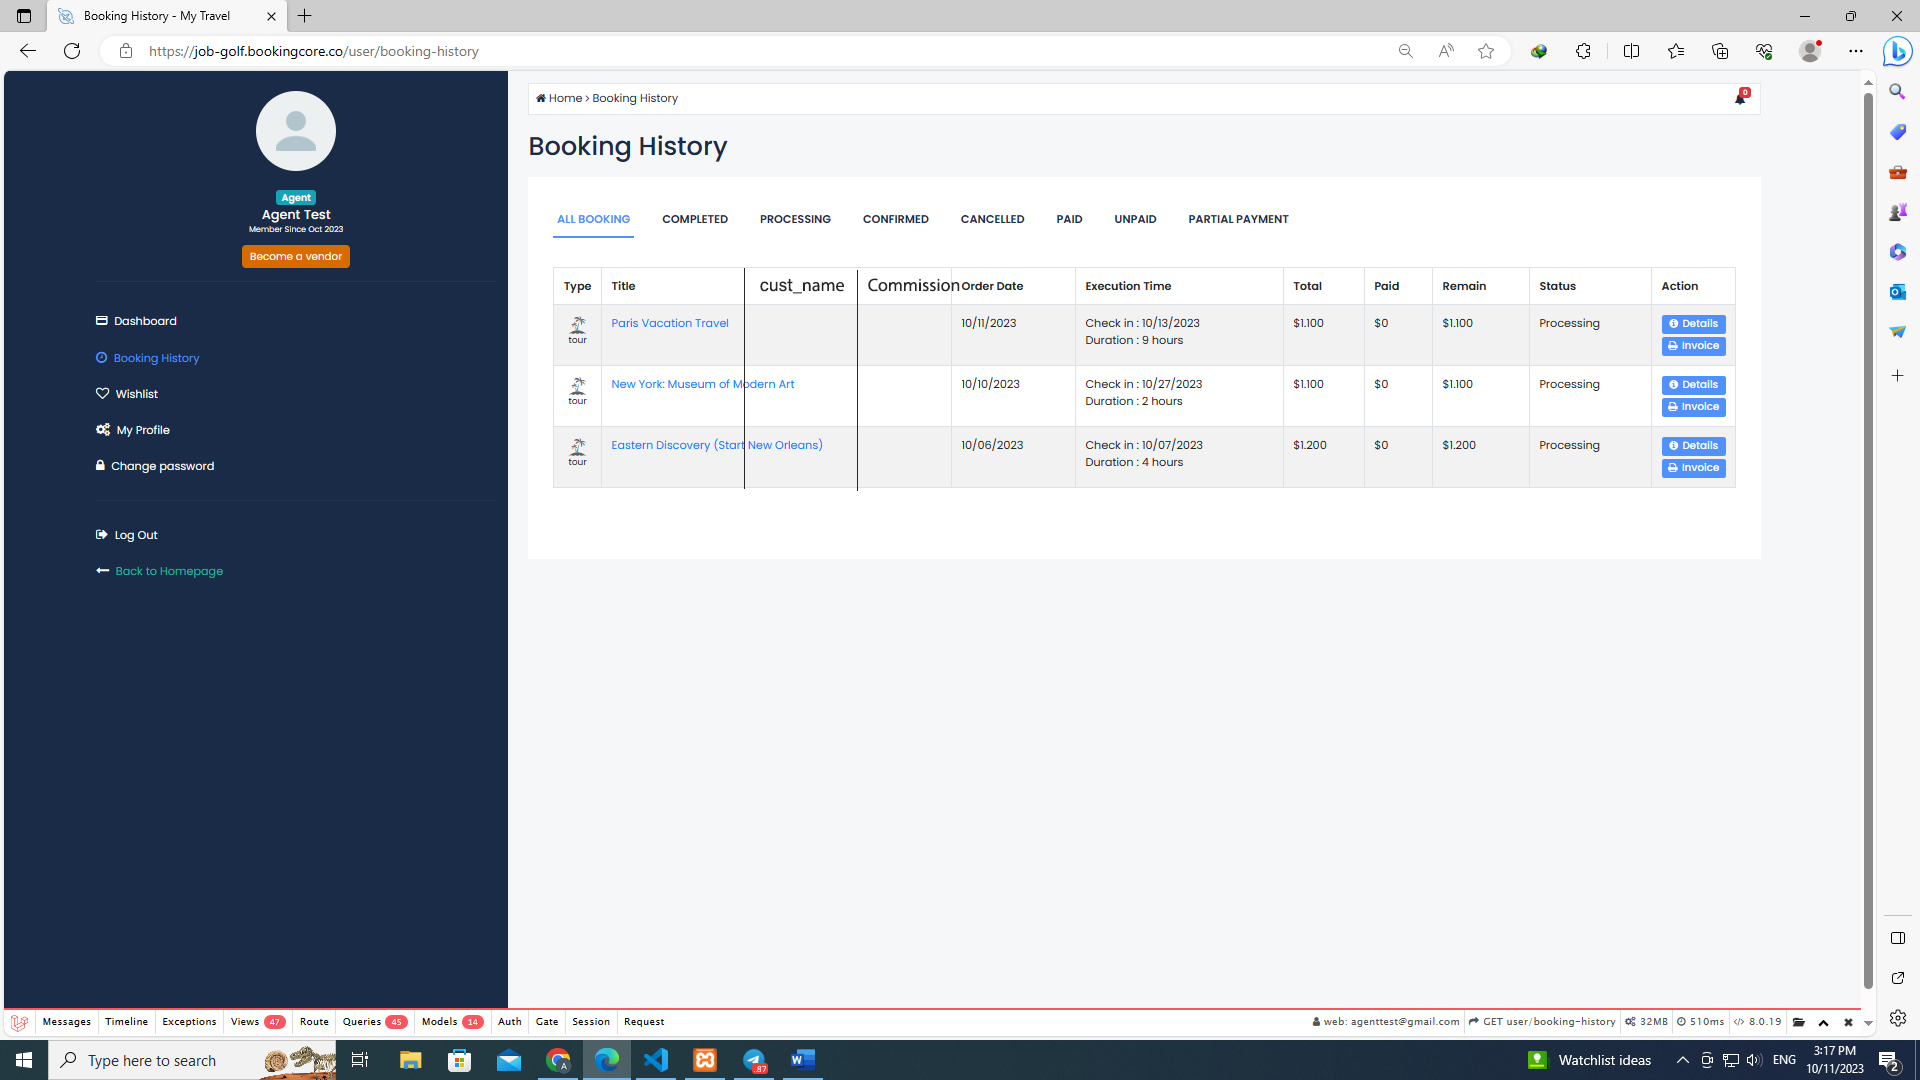 Booking History - My Travel
https://job-golf.bookingcore.co/user/booking-history
Agent
Agent Test
Member Since Oct 2023
Become a vendor
Dashboard
Booking History
Wishlist
My Profile
Change password
Log Out
Back to Homepage
Home > Booking History
0
Booking History
ALL BOOKING COMPLETED PROCESSING CONFIRMED CANCELLED PAID UNPAID PARTIAL PAYMENT
Type Title cust_name Commission Order Date Execution Time Total Paid Remain Status Action
tour Paris Vacation Travel 10/11/2023 Check in : 10/13/2023 $1.100 $0 $1.100 Processing Details
Duration : 9 hours Invoice
tour New York: Museum of Modern Art 10/10/2023 Check in : 10/27/2023 $1.100 $0 $1.100 Processing Details
Duration : 2 hours Invoice
tour Eastern Discovery (Start New Orleans) 10/06/2023 Check in : 10/07/2023 $1.200 $0 $1.200 Processing Details
Duration : 4 hours Invoice
Messages Timeline Exceptions Views 47 Route Queries 45 Models 14 Auth Gate Session Request web: agenttest@gmail.com GET user/booking-history 32MB 510ms 8.0.19
Type here to search
A
87
Watchlist ideas
ENG
3:17 PM
10/11/2023
2